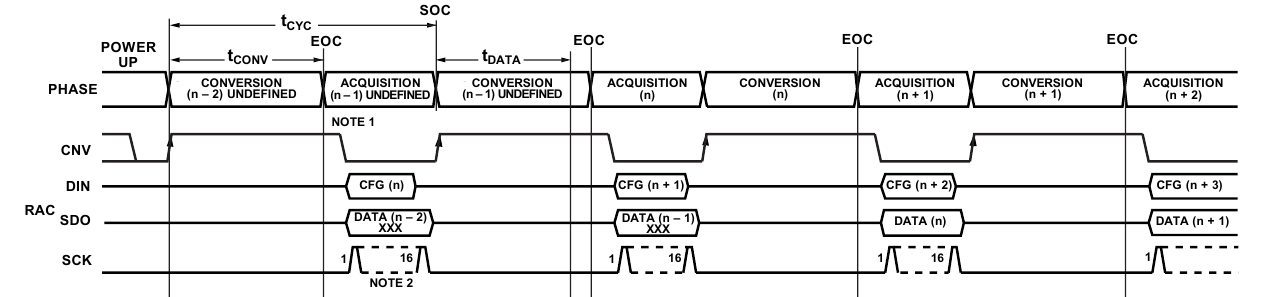 SOC
tCYC
EOC
EOC
EOC
EOC
POWER
UP
tCONV
tDATA
PHASE
CONVERSION
(n – 2) UNDEFINED
ACQUISITION
(n – 1) UNDEFINED
CONVERSION
(n – 1) UNDEFINED
ACQUISITION
(n)
CONVERSION
(n)
ACQUISITION
(n + 1)
CONVERSION
(n + 1)
ACQUISITION
(n + 2)
NOTE 1
CNV
DIN
CFG (n)
CFG (n + 1)
CFG (n + 2)
CFG (n + 3)
RAC
SDO
DATA (n – 2)
XXX
DATA (n – 1)
XXX
DATA (n)
DATA (n + 1)
SCK
1
16
1
16
1
16
1
NOTE 2